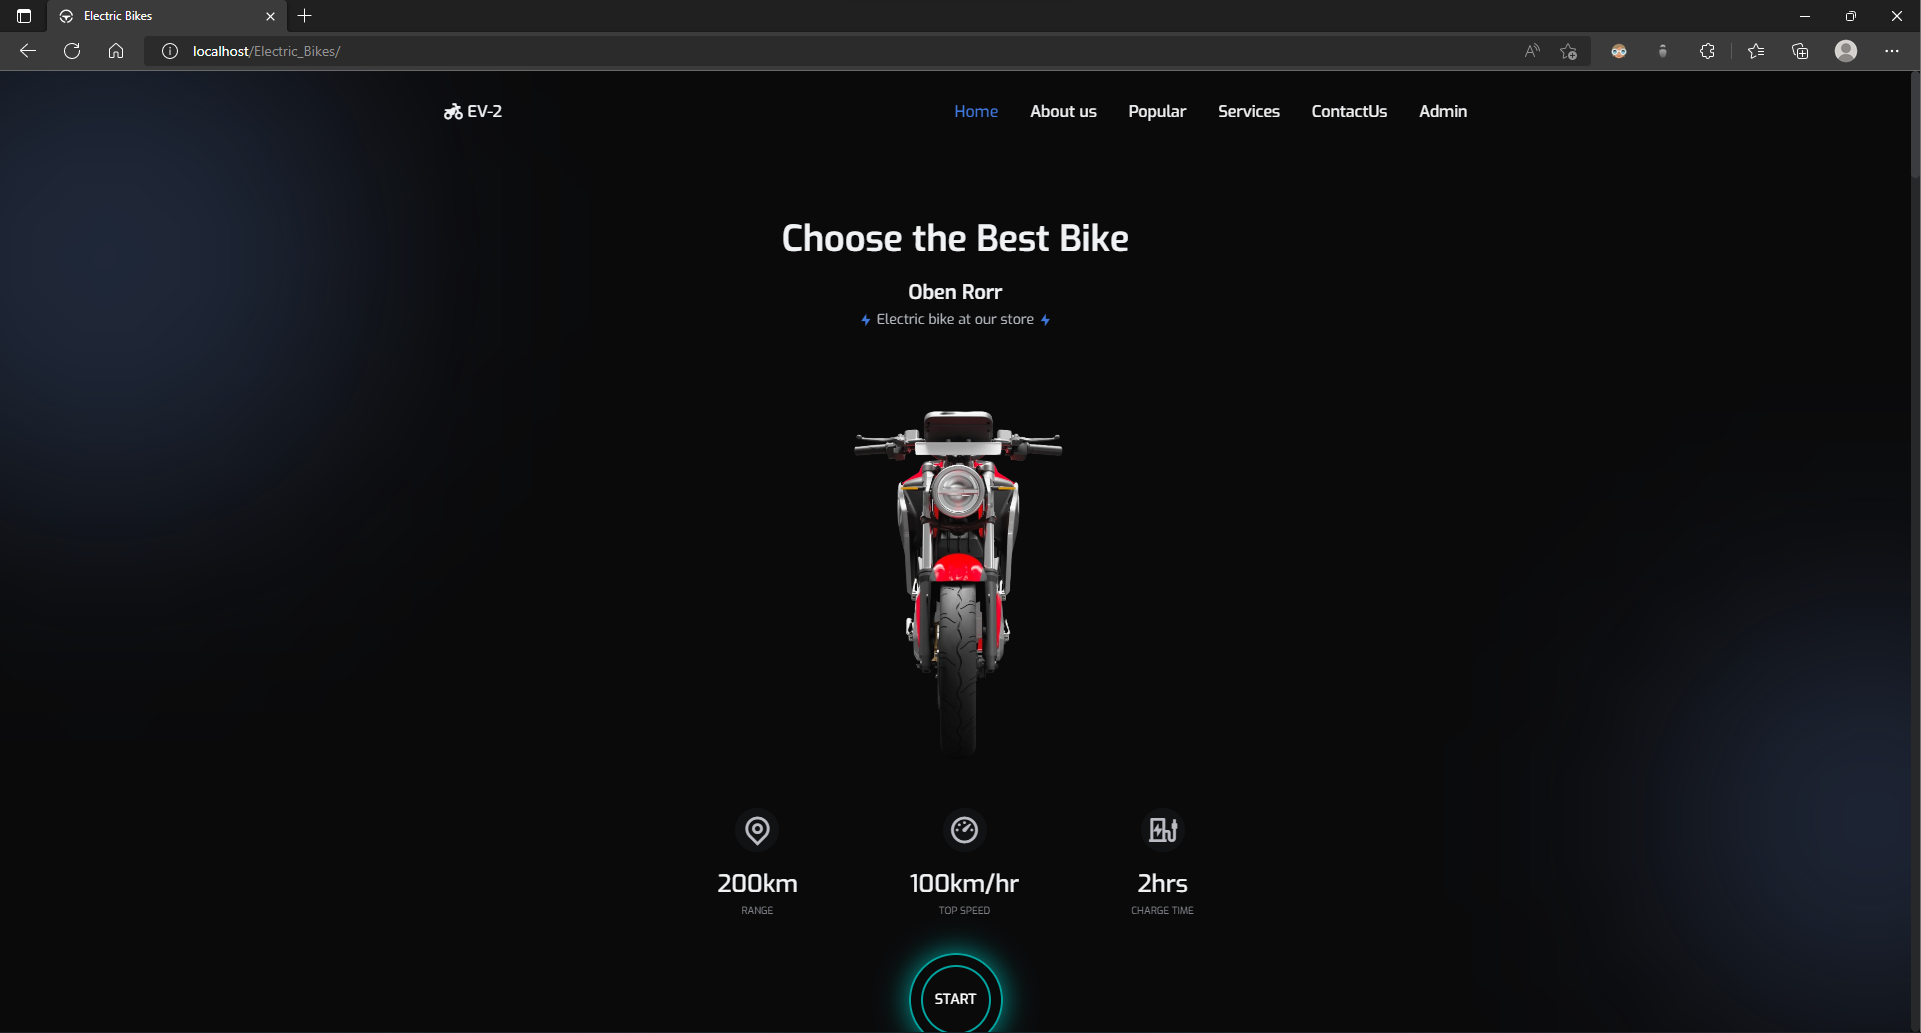 Electric Bikes
localhost/Electric_Bikes/
EV-2
Home About us Popular Services ContactUs Admin
Choose the Best Bike
Oben Rorr
Electric bike at our store
200km 100km/hr 2hrs
RANGE TOP SPEED CHARGE TIME
START